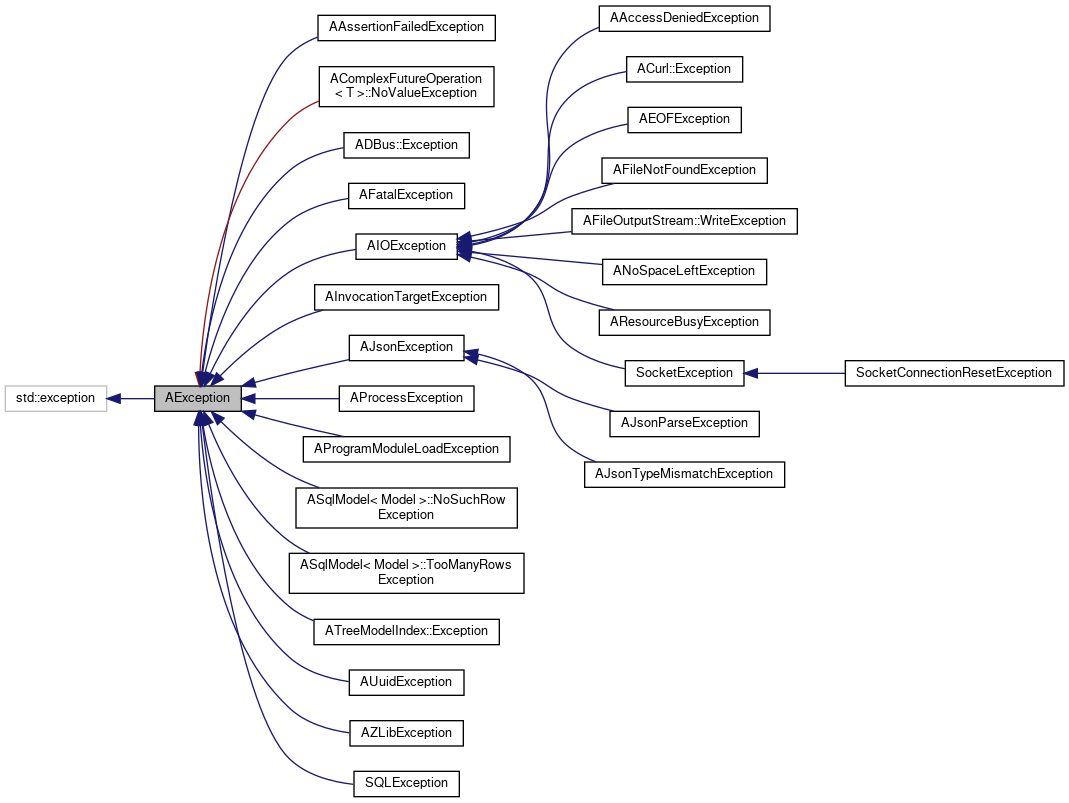 std::exception
AException
AAssertionFailedException
AComplexFutureOperation
< T >::NoValueException
ADBus::Exception
AFatalException
AIOException
AInvocationTargetException
AJsonException
AProcessException
AProgramModuleLoadException
ASqlModel< Model >::NoSuchRow
Exception
ASqlModel< Model >::TooManyRows
Exception
ATreeModelIndex::Exception
AUuidException
AZLibException
SQLException
AAccessDeniedException
ACurl::Exception
AEOFException
AFileNotFoundException
AFileOutputStream::WriteException
ANoSpaceLeftException
AResourceBusyException
SocketException
AJsonParseException
AJsonTypeMismatchException
SocketConnectionResetException